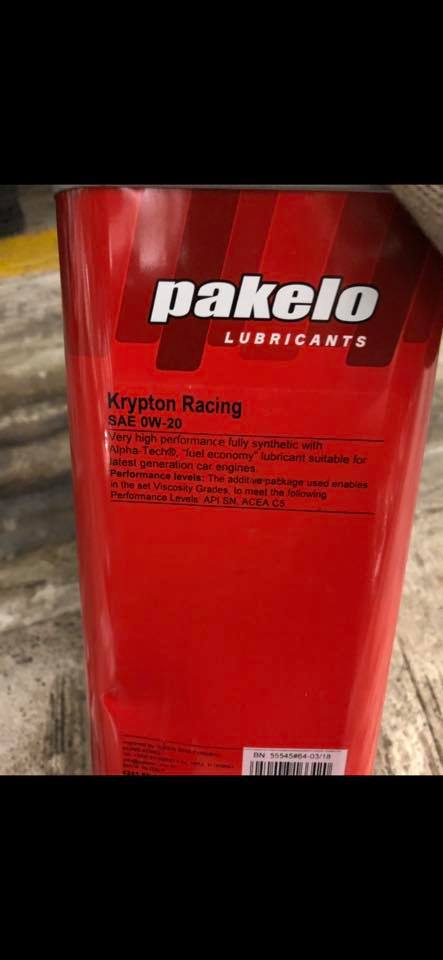 pakelo
LUBRICANTS
Krypton Racing
SAE 0W-20
Very high performance fully synthetic with
Alpha-Tech®, "fuel economy" lubricant suitable for
latest generation car engines.
Performance levels: The additive package used enables
in the set Viscosity Grades, to meet the following
Performance Levels: API SN, ACEA C5
BN. 55545#64-03/18